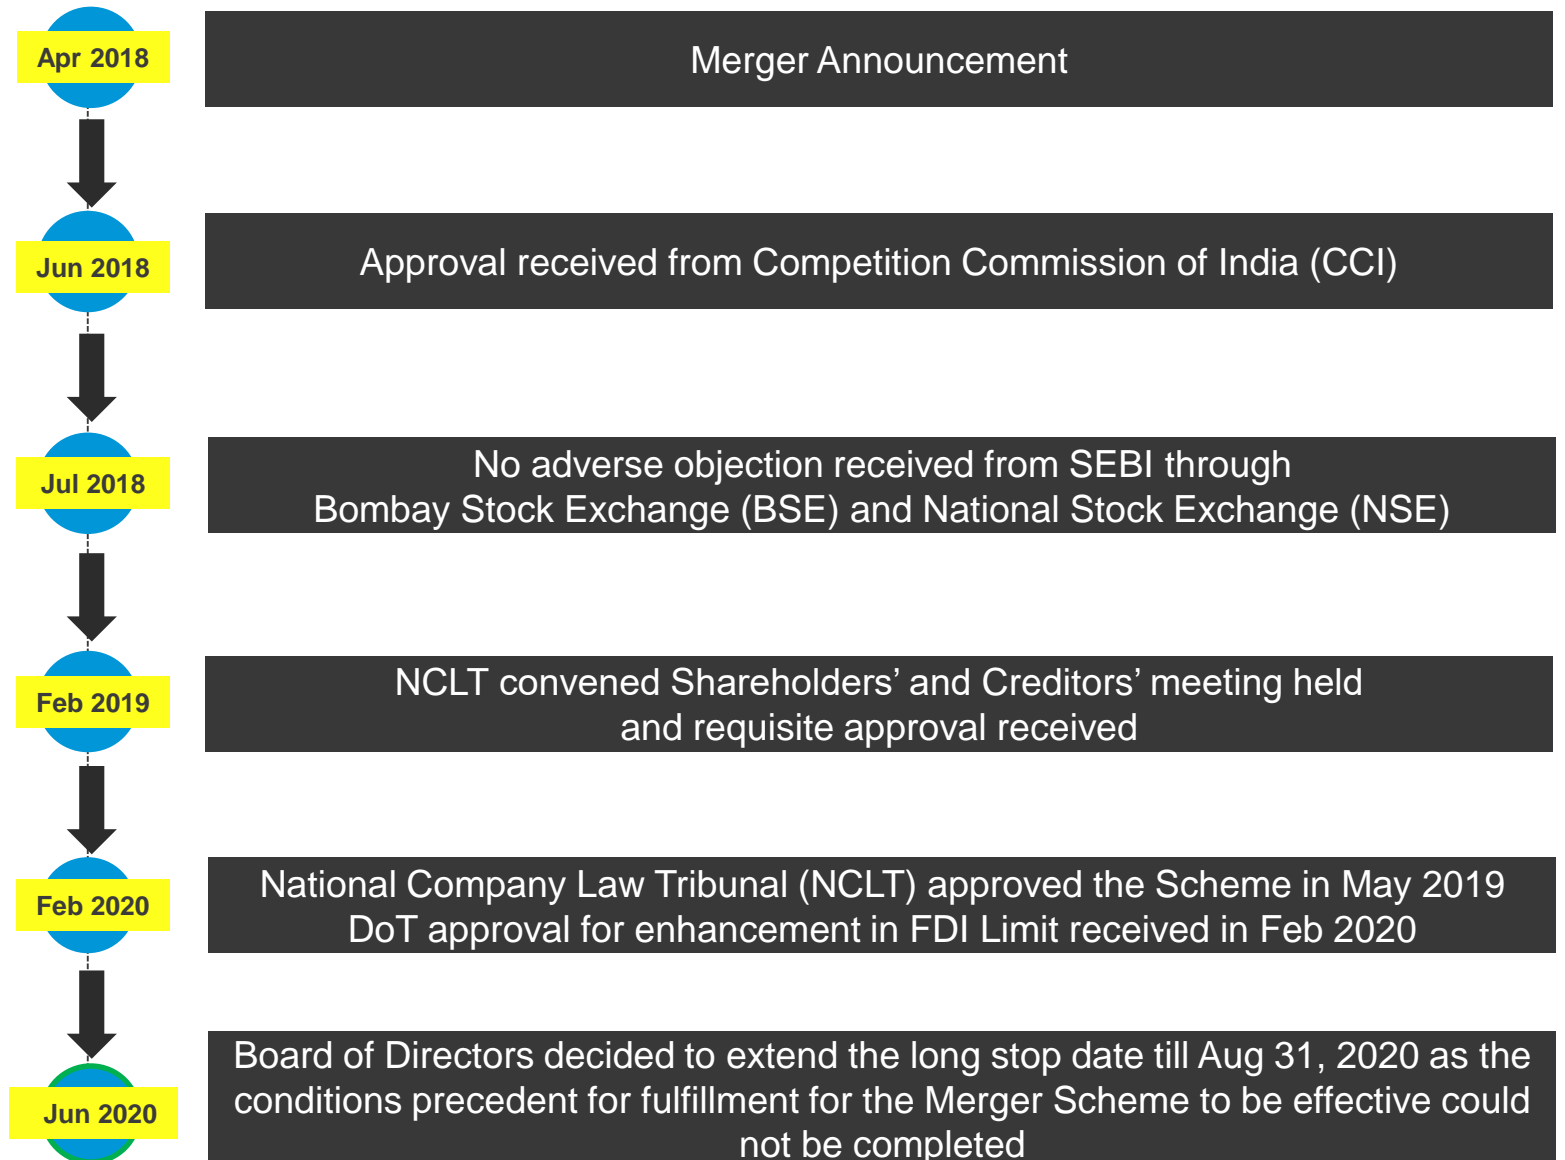 Apr 2018
Merger Announcement
Jun 2018
Approval received from Competition Commission of India (CCI)
Jul 2018
No adverse objection received from SEBI through
Bombay Stock Exchange (BSE) and National Stock Exchange (NSE)
Feb 2019
NCLT convened Shareholders’ and Creditors’ meeting held
and requisite approval received
Feb 2020
National Company Law Tribunal (NCLT) approved the Scheme in May 2019
DoT approval for enhancement in FDI Limit received in Feb 2020
Jun 2020
Board of Directors decided to extend the long stop date till Aug 31, 2020 as the
conditions precedent for fulfillment for the Merger Scheme to be effective could
not be completed